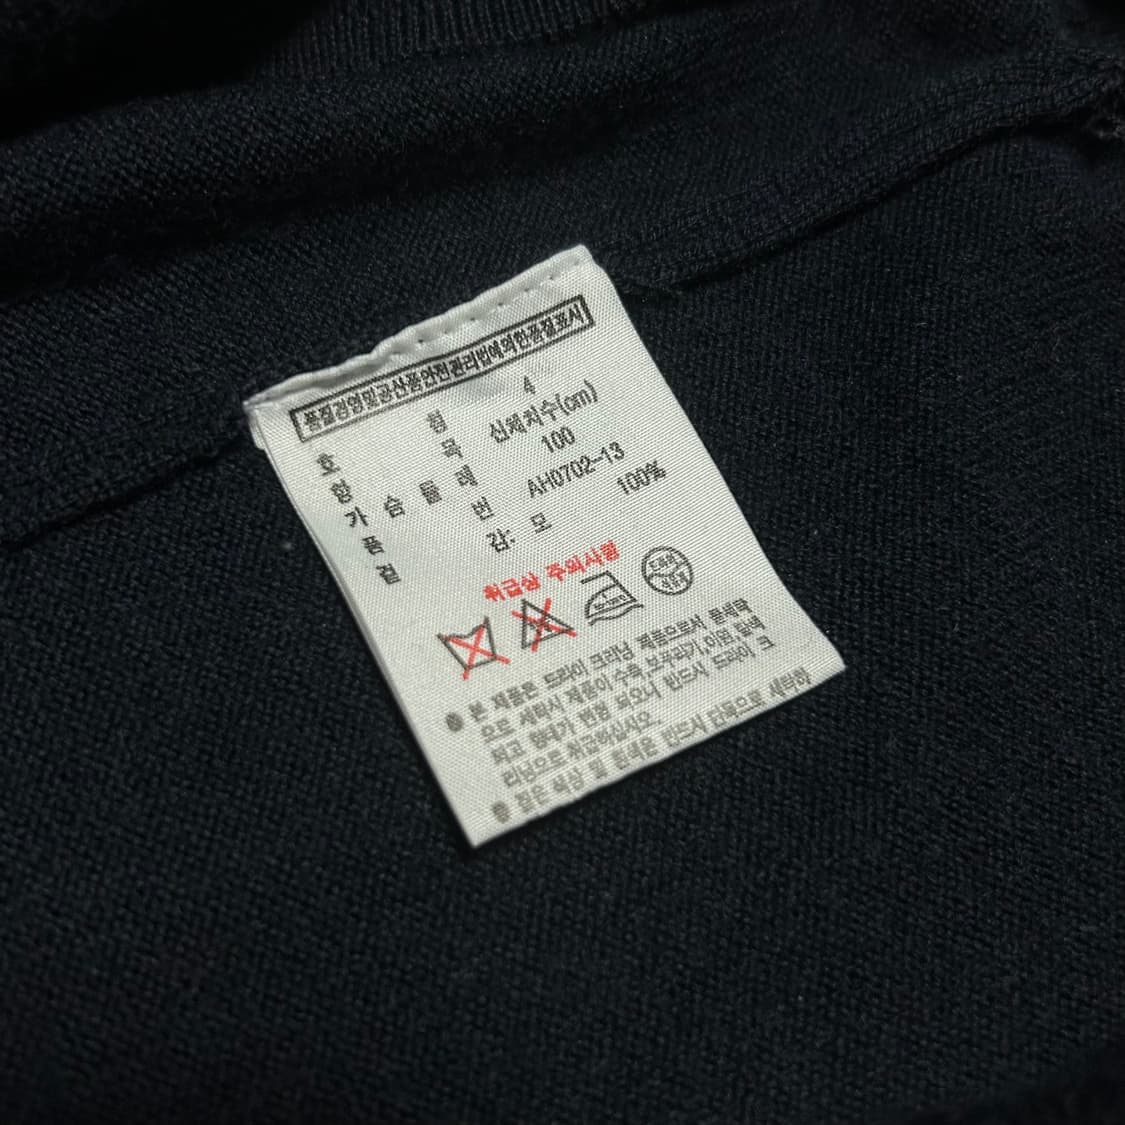 품질경영및공산품안전관리법에의한품질표시
호 칭 4
항 목 신체치수(cm)
가 슴 둘 레 100
품 번 AH0702-13
겉 감: 모 100%
취급상 주의사항
드라이
본 제품은 드라이 크리닝 제품으로서 물세탁
으로 세탁시 제품이 수축,보푸라기,이염,탈색
되고 형태가 변형 되오니 반드시 드라이 크
리닝으로 취급하십시오.
짙은 색상 및 흰색은 반드시 단독으로 세탁하